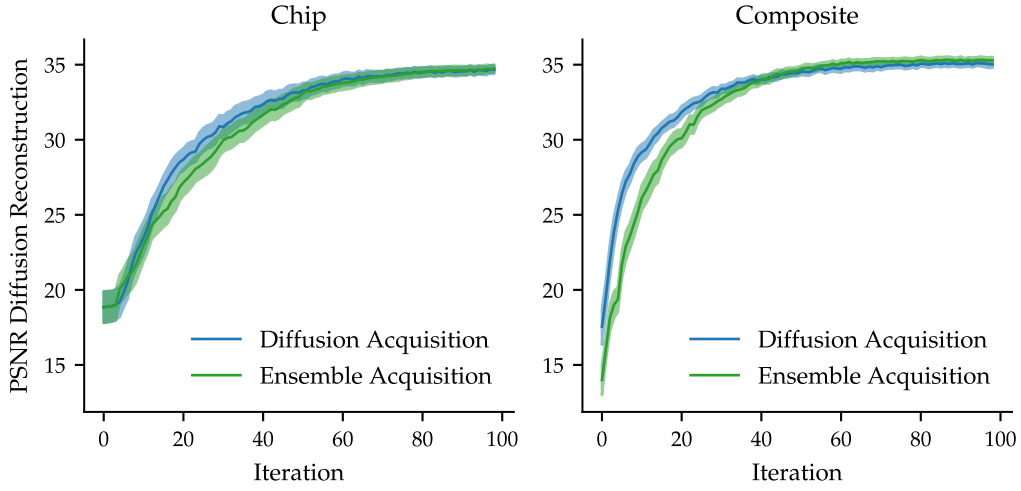 Chip
PSNR Diffusion Reconstruction
35
30
25
20
15
Diffusion Acquisition
Ensemble Acquisition
0 20 40 60 80 100
Iteration
Composite
35
30
25
20
15
Diffusion Acquisition
Ensemble Acquisition
0 20 40 60 80 100
Iteration